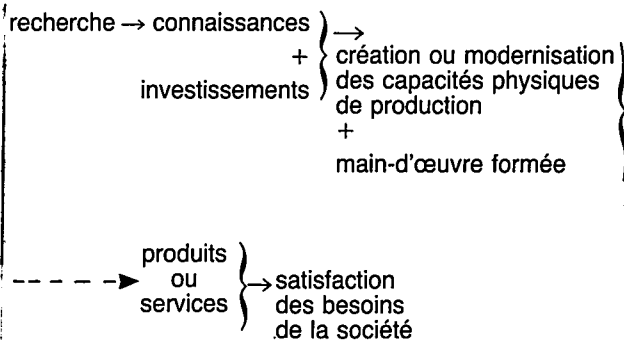 recherche → connaissances
+
investissements
→
création ou modernisation
des capacités physiques
de production
+
main-d'œuvre formée
produits
ou
services
→ satisfaction
des besoins
de la société